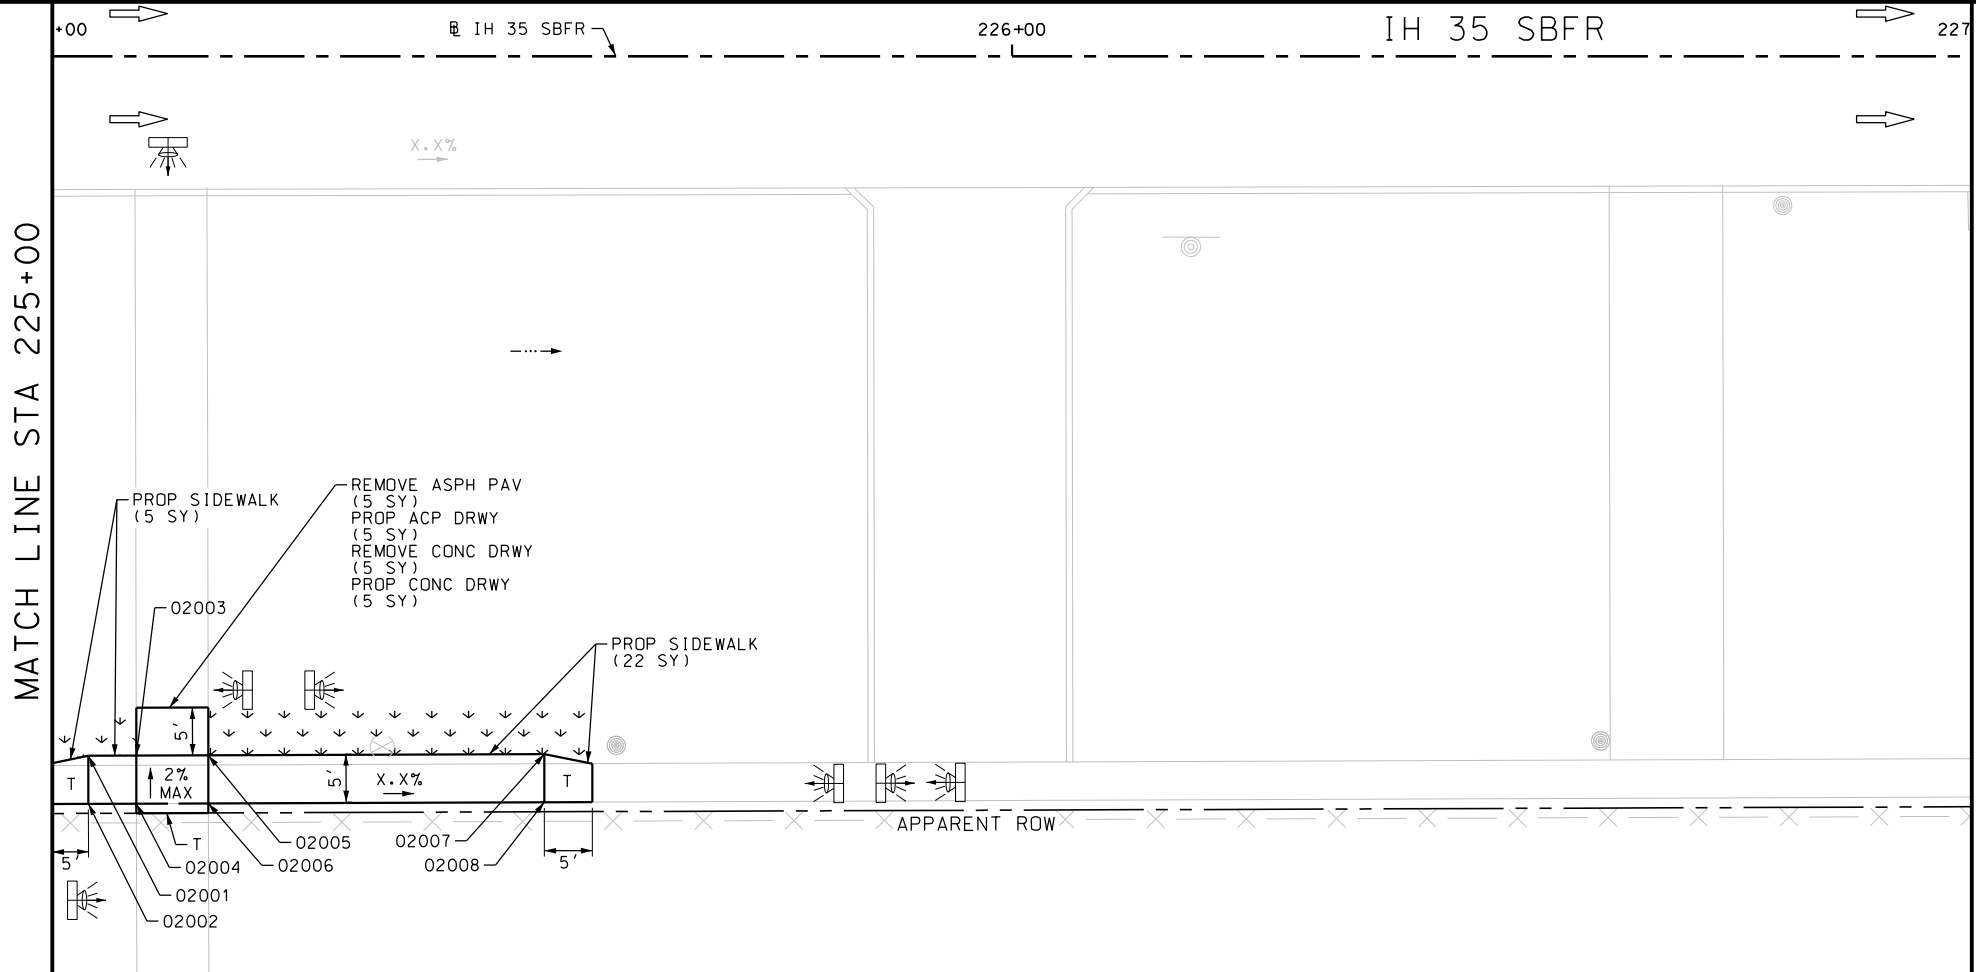 +00
℄ IH 35 SBFR
226+00
IH 35 SBFR
227
X.X%
MATCH LINE STA 225+00
PROP SIDEWALK
(5 SY)
REMOVE ASPH PAV
(5 SY)
PROP ACP DRWY
(5 SY)
REMOVE CONC DRWY
(5 SY)
PROP CONC DRWY
(5 SY)
02003
PROP SIDEWALK
(22 SY)
5'
T
2%
MAX
5'
X.X%
T
APPARENT ROW
5'
T
02004
02001
02002
02005
02006
02007
02008
5'